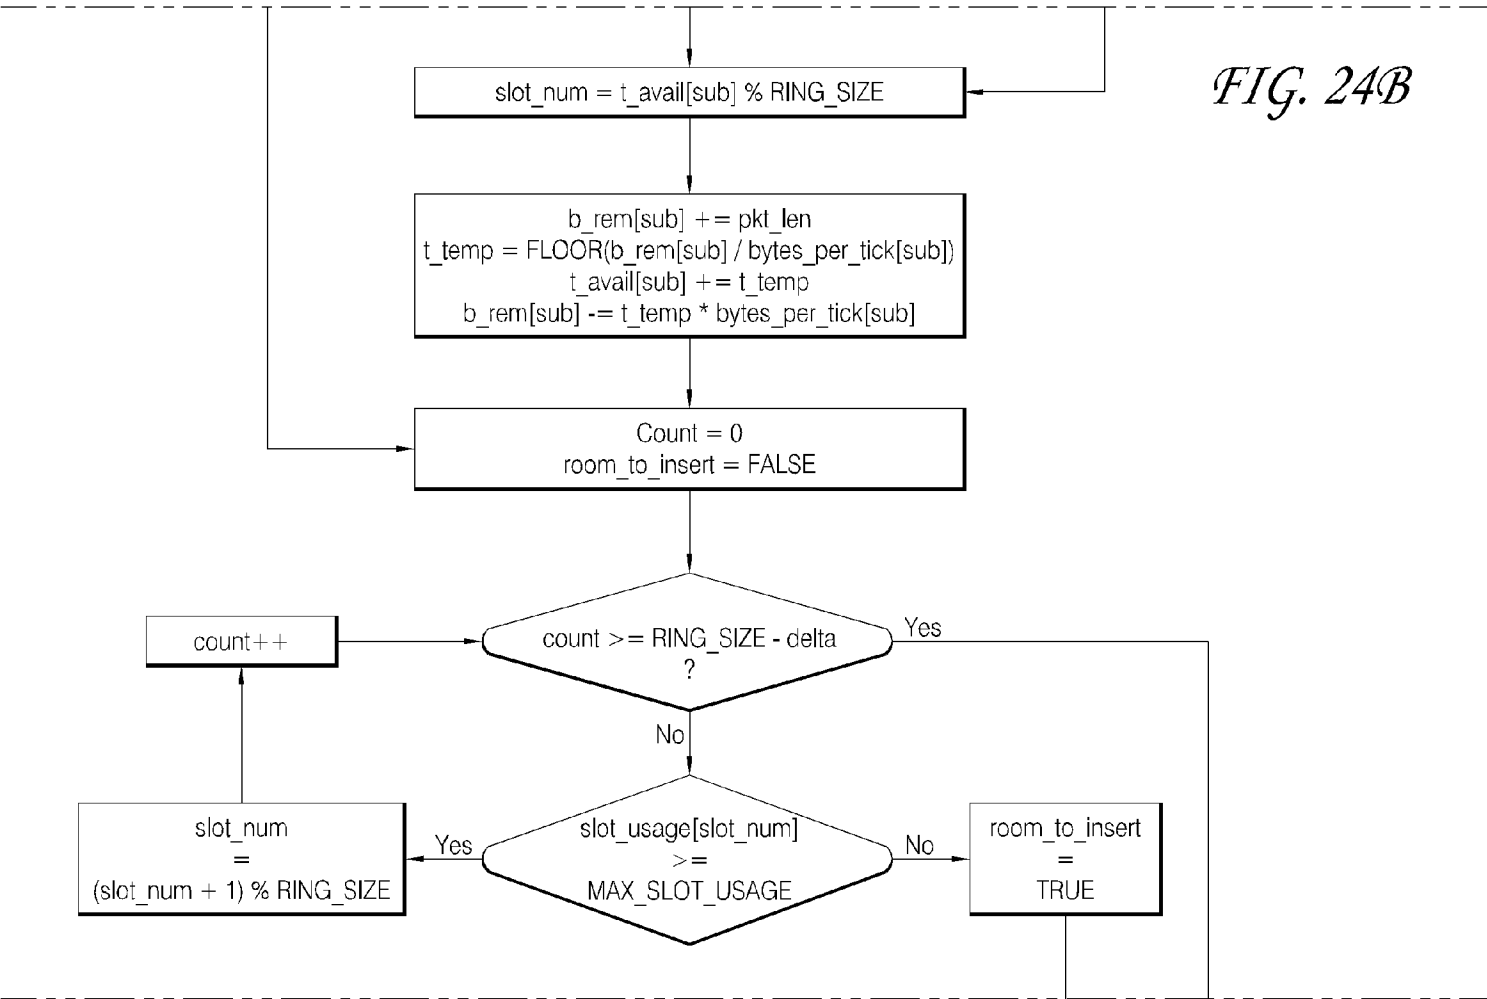 FIG. 24B
slot_num = t_avail[sub] % RING_SIZE
b_rem[sub] += pkt_len
t_temp = FLOOR(b_rem[sub] / bytes_per_tick[sub])
t_avail[sub] += t_temp
b_rem[sub] -= t_temp * bytes_per_tick[sub]
Count = 0
room_to_insert = FALSE
count >= RING_SIZE - delta
?
Yes
count++
No
slot_usage[slot_num]
>=
MAX_SLOT_USAGE
Yes
slot_num
=
(slot_num + 1) % RING_SIZE
No
room_to_insert
=
TRUE